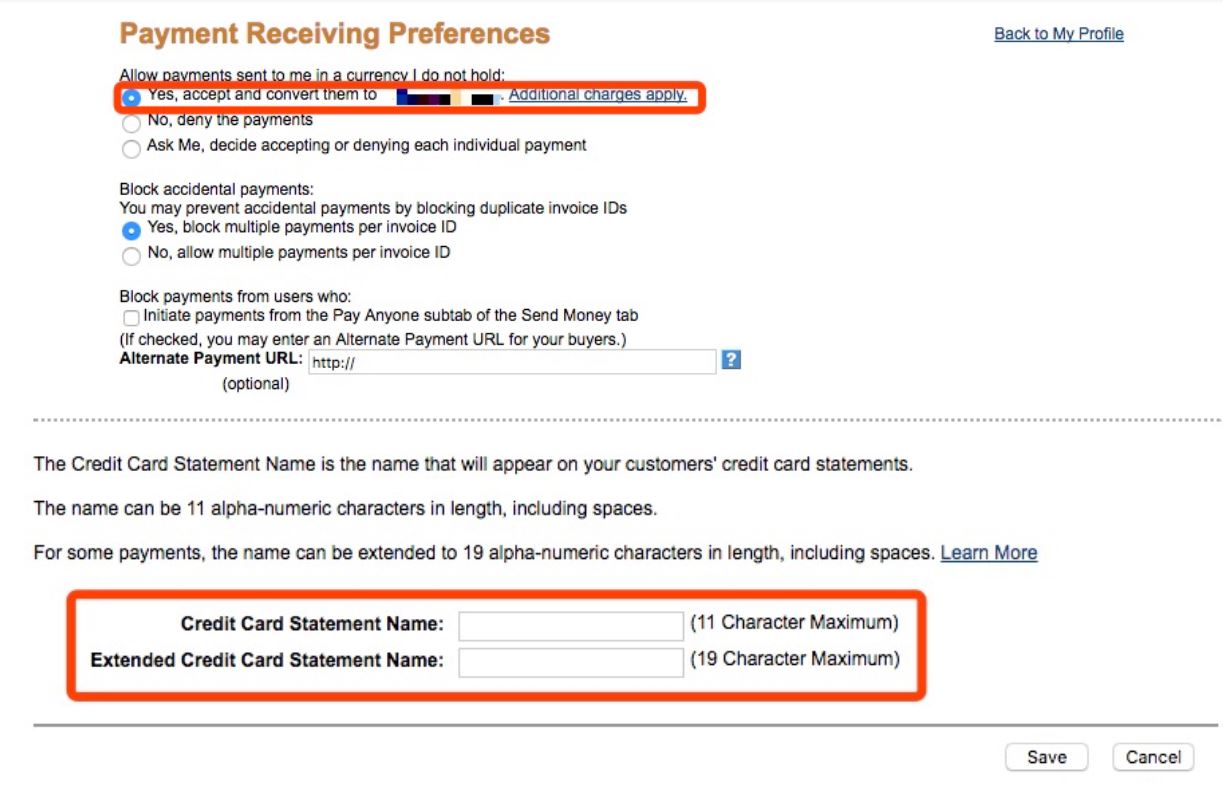 Payment Receiving Preferences
Back to My Profile
Allow payments sent to me in a currency I do not hold:
Yes, accept and convert them to . Additional charges apply.
No, deny the payments
Ask Me, decide accepting or denying each individual payment
Block accidental payments:
You may prevent accidental payments by blocking duplicate invoice IDs
Yes, block multiple payments per invoice ID
No, allow multiple payments per invoice ID
Block payments from users who:
Initiate payments from the Pay Anyone subtab of the Send Money tab
(If checked, you may enter an Alternate Payment URL for your buyers.)
Alternate Payment URL: http:// ?
(optional)
The Credit Card Statement Name is the name that will appear on your customers' credit card statements.
The name can be 11 alpha-numeric characters in length, including spaces.
For some payments, the name can be extended to 19 alpha-numeric characters in length, including spaces. Learn More
Credit Card Statement Name: (11 Character Maximum)
Extended Credit Card Statement Name: (19 Character Maximum)
Save Cancel